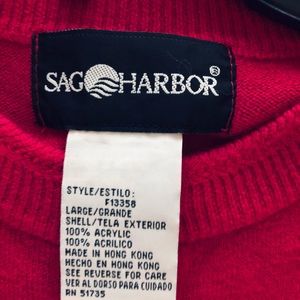 SAG HARBOR ®
STYLE/ESTILO:
F13358
LARGE/GRANDE
SHELL/TELA EXTERIOR
100% ACRYLIC
100% ACRILICO
MADE IN HONG KONG
HECHO EN HONG KONG
SEE REVERSE FOR CARE
VER AL DORSO PARA CUIDADO
RN 51735